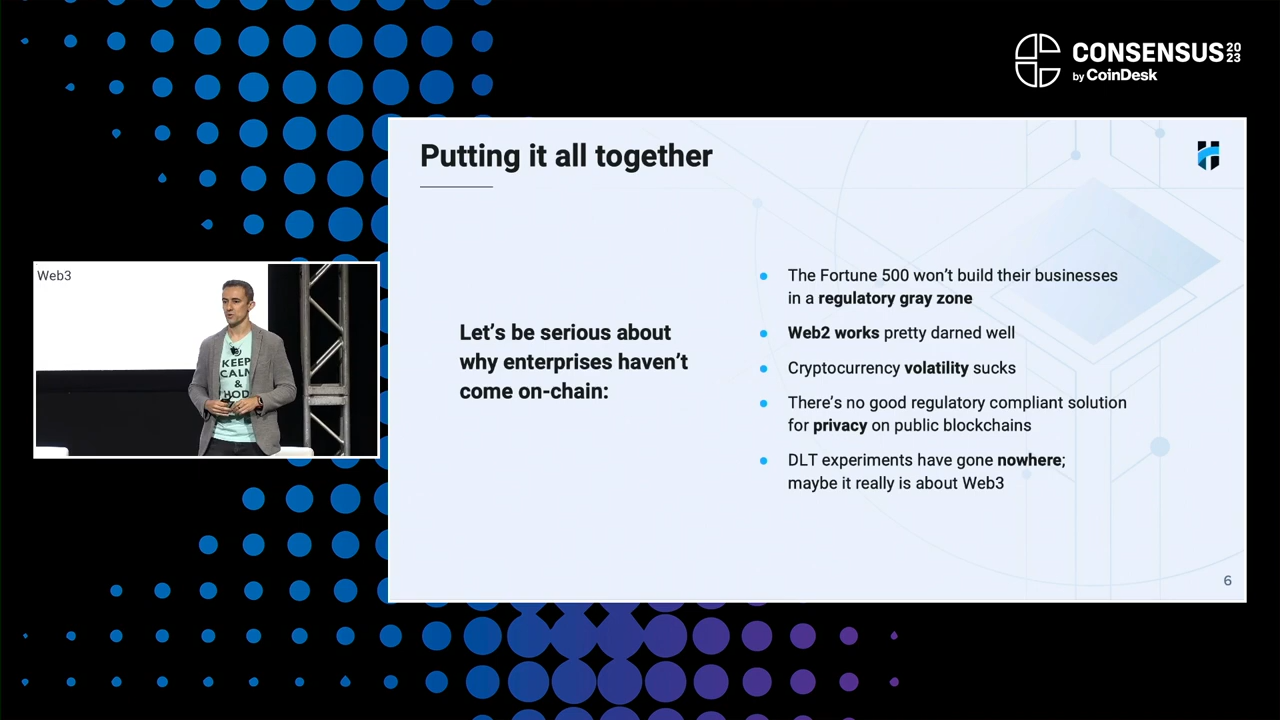 CONSENSUS 20 23
by CoinDesk
Putting it all together
Web3
KEEP
CALM
&
HODL
Let's be serious about
why enterprises haven't
come on-chain:
The Fortune 500 won't build their businesses
in a regulatory gray zone
Web2 works pretty darned well
Cryptocurrency volatility sucks
There's no good regulatory compliant solution
for privacy on public blockchains
DLT experiments have gone nowhere;
maybe it really is about Web3
6